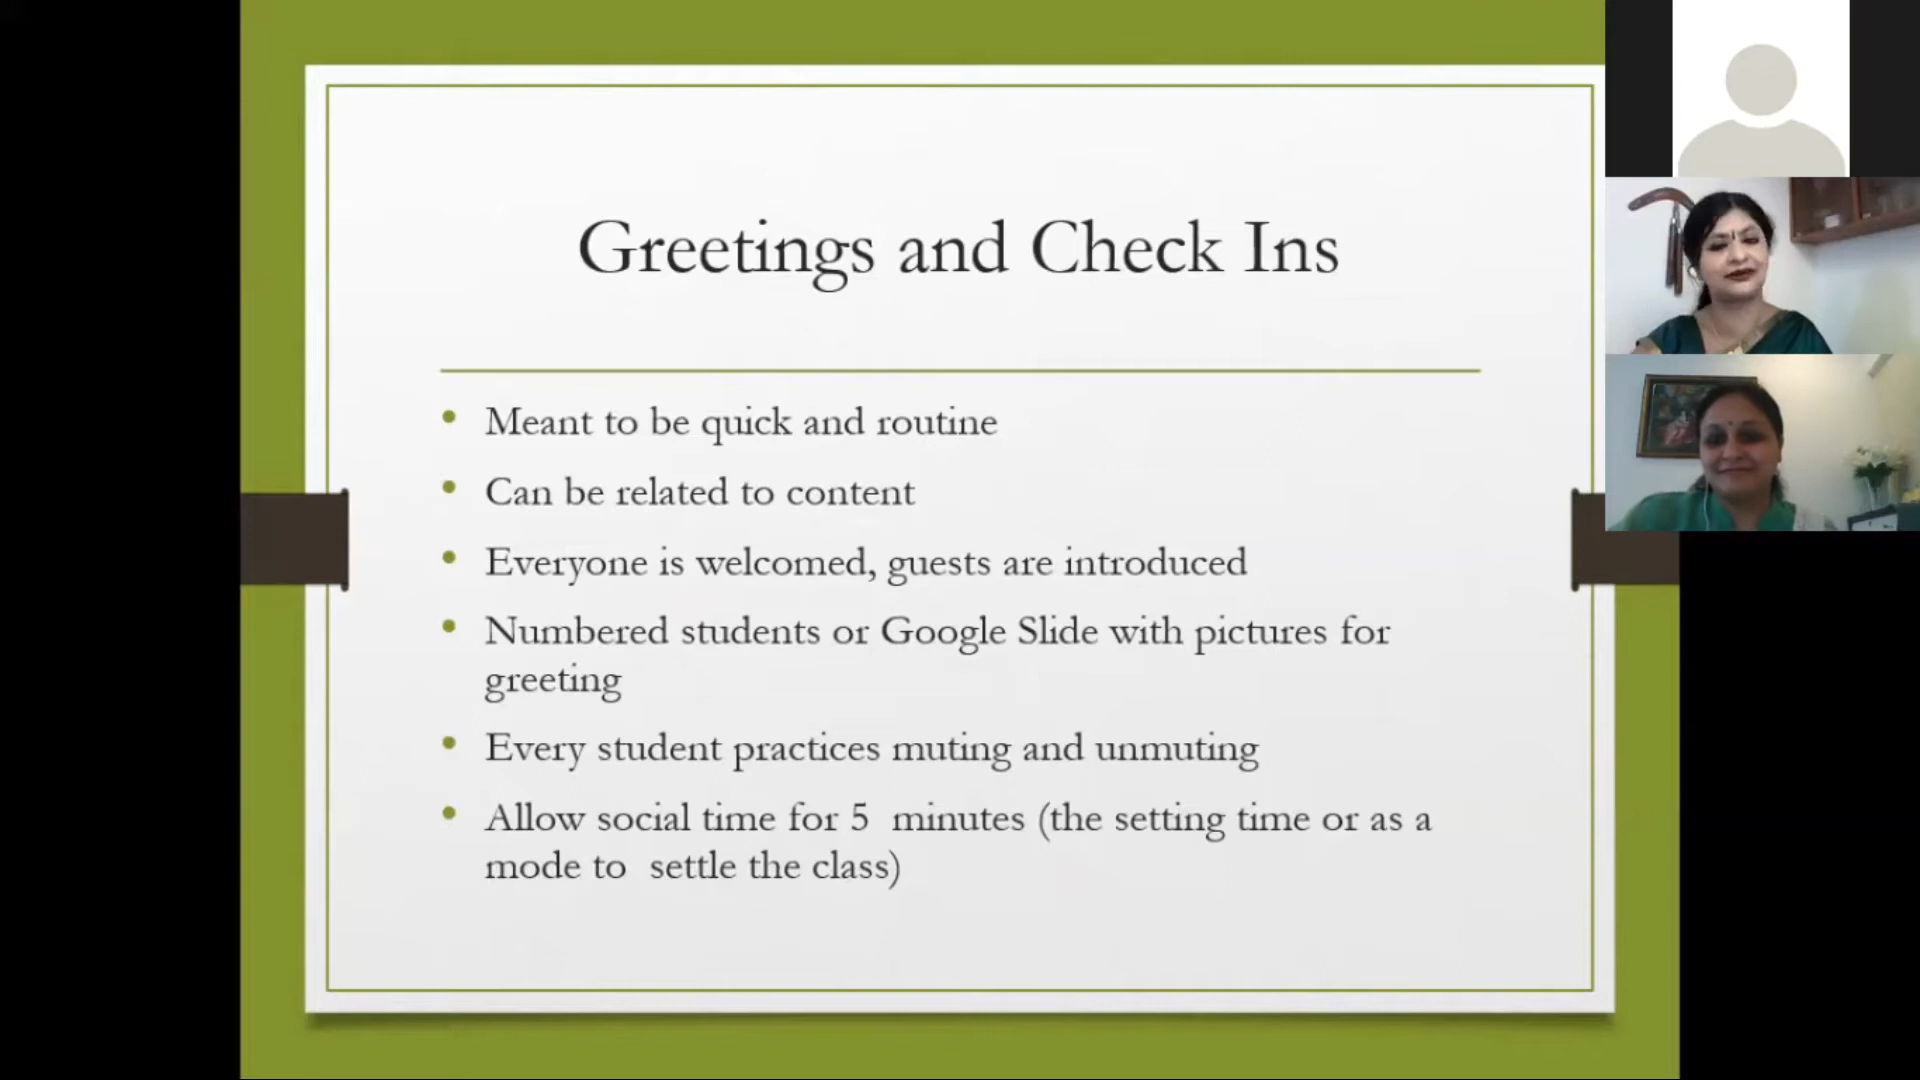 Greetings and Check Ins
Meant to be quick and routine
Can be related to content
Everyone is welcomed, guests are introduced
Numbered students or Google Slide with pictures for
greeting
Every student practices muting and unmuting
Allow social time for 5  minutes (the setting time or as a
mode to  settle the class)